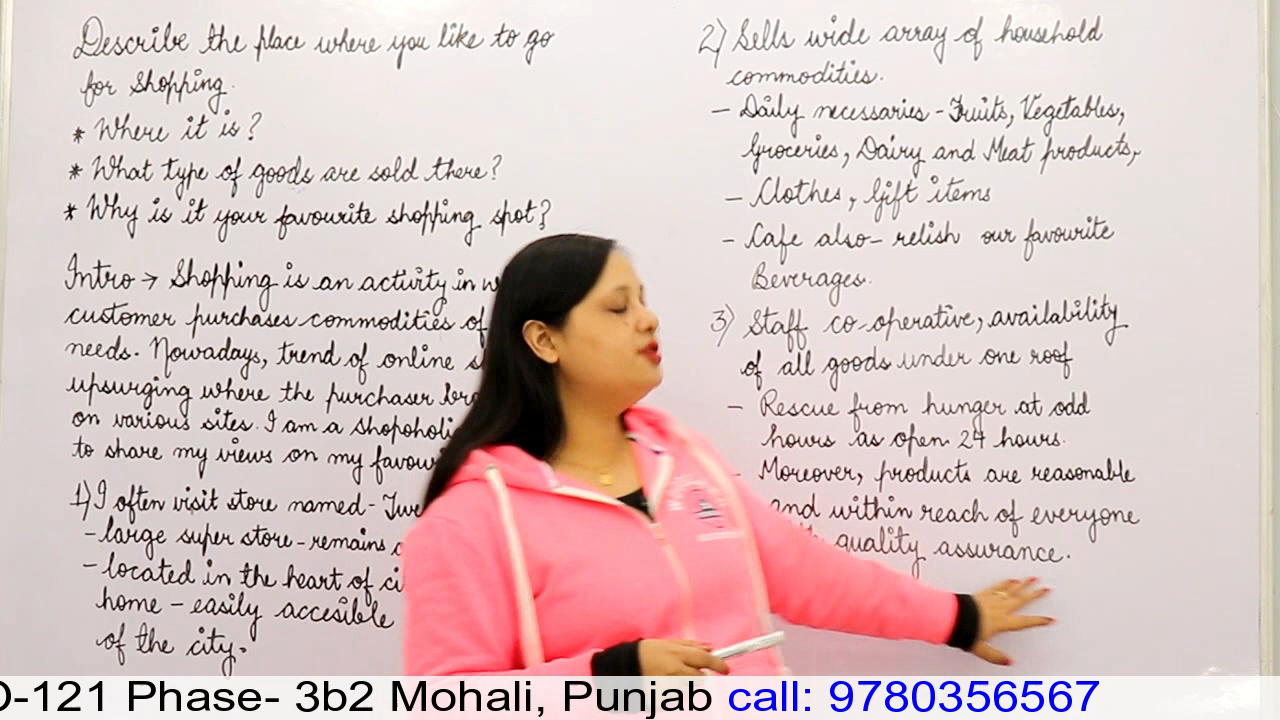 Describe the place where you like to go
for shopping.
* Where it is?
* What type of goods are sold there?
* Why is it your favourite shopping spot?
Intro → Shopping is an activity in
customer purchases commodities of
needs. Nowadays, trend of online
upsurging where the purchaser
on various sites. I am a
to share my views on my
1) I often visit store named -
- large super store - remains
- located in the heart of
home - easily accesible
of the city.
2) Sells wide array of household
commodities.
- Daily necessaries - Fruits, Vegetables,
Groceries, Dairy and Meat products,
- Clothes, Gift items
- Cafe also - relish our favourite
Beverages.
3) Staff co-operative, availability
of all goods under one roof
- Rescue from hunger at odd
hours as open 24 hours.
- Moreover, products are reasonable
and within reach of everyone
quality assurance.
-121 Phase- 3b2 Mohali, Punjab call: 9780356567